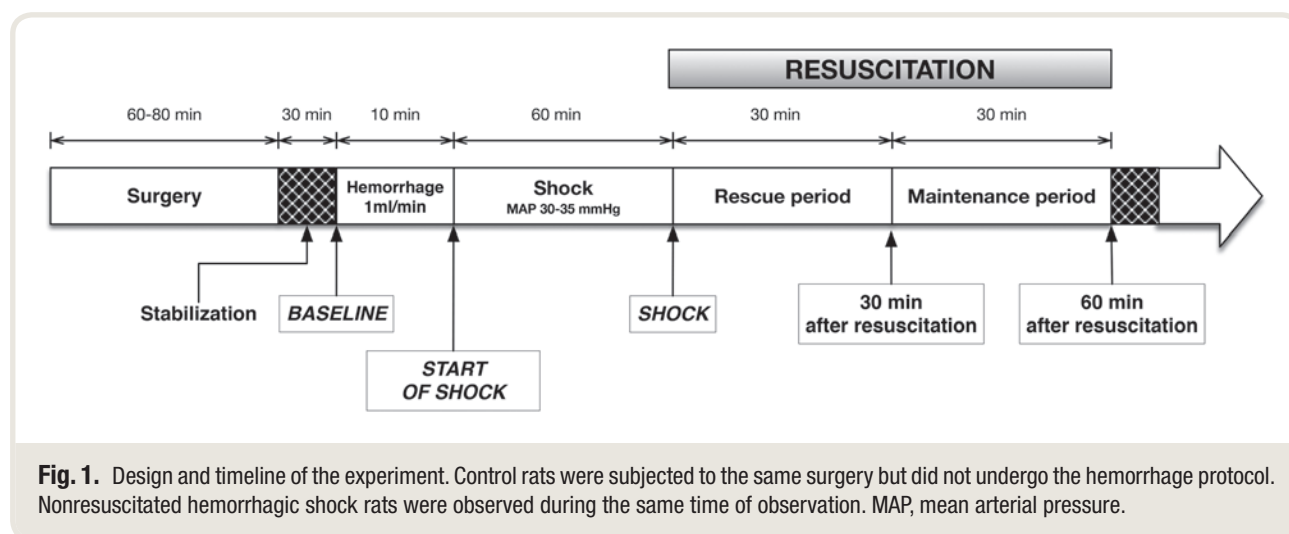 RESUSCITATION
60-80 min 30 min 10 min 60 min 30 min 30 min
Surgery
Hemorrhage
1ml/min
Shock
MAP 30-35 mmHg
Rescue period
Maintenance period
Stabilization
BASELINE
START
OF SHOCK
SHOCK
30 min
after resuscitation
60 min
after resuscitation
Fig. 1. Design and timeline of the experiment. Control rats were subjected to the same surgery but did not undergo the hemorrhage protocol.
Nonresuscitated hemorrhagic shock rats were observed during the same time of observation. MAP, mean arterial pressure.